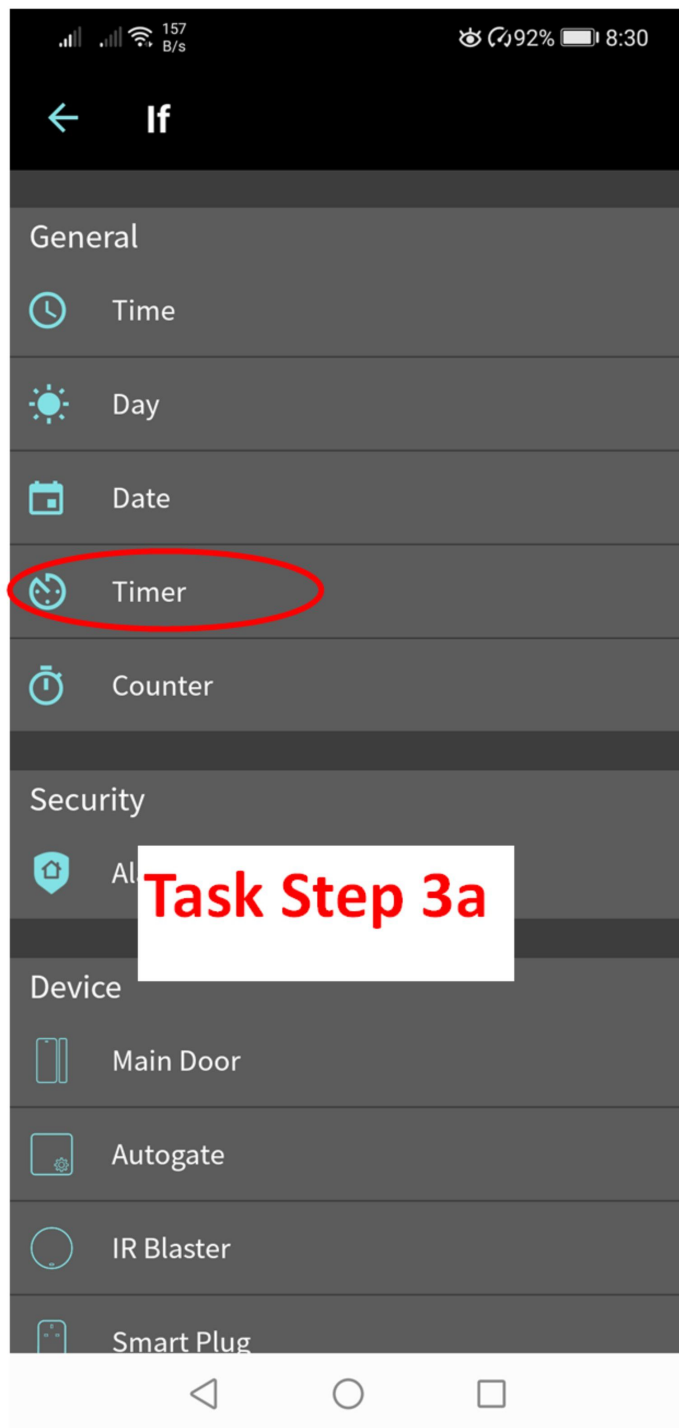 157
B/s
92% 8:30
If
General
Time
Day
Date
Timer
Counter
Security
Task Step 3a
Device
Main Door
Autogate
IR Blaster
Smart Plug